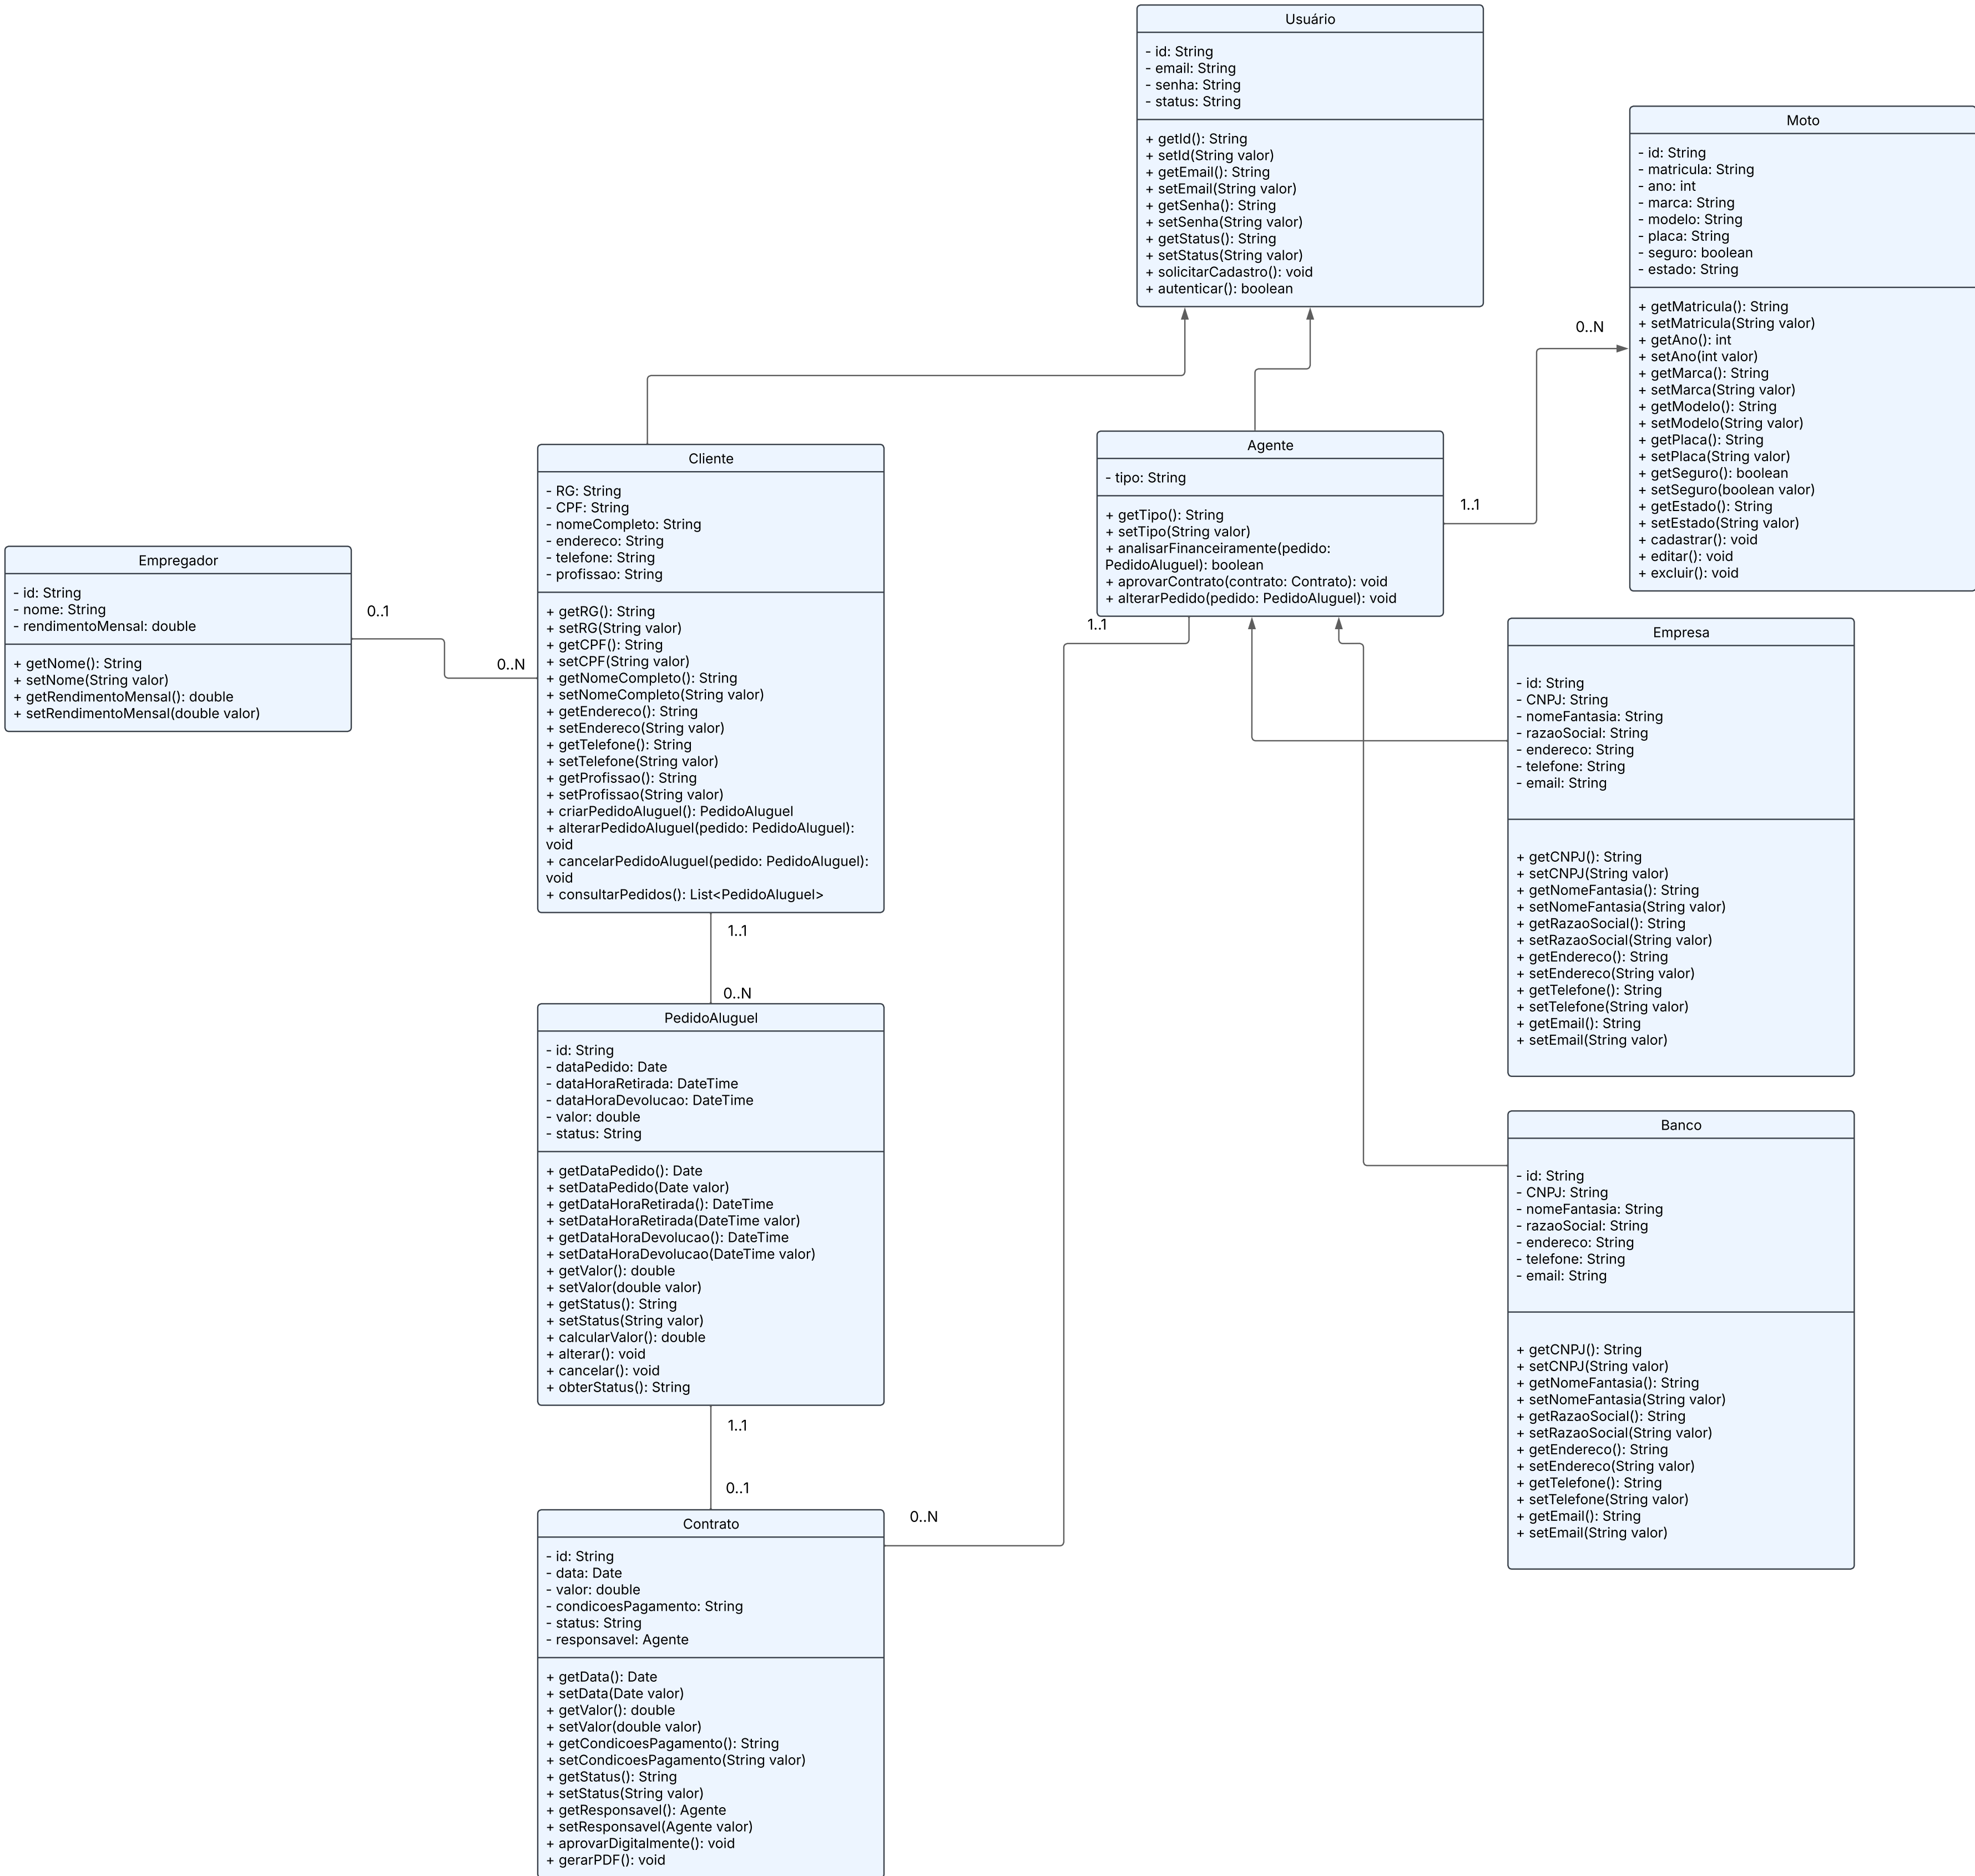 Usuário
- id: String
- email: String
- senha: String
- status: String
+ getId(): String
+ setId(String valor)
+ getEmail(): String
+ setEmail(String valor)
+ getSenha(): String
+ setSenha(String valor)
+ getStatus(): String
+ setStatus(String valor)
+ solicitarCadastro(): void
+ autenticar(): boolean
Moto
- id: String
- matricula: String
- ano: int
- marca: String
- modelo: String
- placa: String
- seguro: boolean
- estado: String
+ getMatricula(): String
+ setMatricula(String valor)
+ getAno(): int
+ setAno(int valor)
+ getMarca(): String
+ setMarca(String valor)
+ getModelo(): String
+ setModelo(String valor)
+ getPlaca(): String
+ setPlaca(String valor)
+ getSeguro(): boolean
+ setSeguro(boolean valor)
+ getEstado(): String
+ setEstado(String valor)
+ cadastrar(): void
+ editar(): void
+ excluir(): void
0..N
1..1
Agente
- tipo: String
+ getTipo(): String
+ setTipo(String valor)
+ analisarFinanceiramente(pedido:
PedidoAluguel): boolean
+ aprovarContrato(contrato: Contrato): void
+ alterarPedido(pedido: PedidoAluguel): void
1..1
Cliente
- RG: String
- CPF: String
- nomeCompleto: String
- endereco: String
- telefone: String
- profissao: String
+ getRG(): String
+ setRG(String valor)
+ getCPF(): String
+ setCPF(String valor)
+ getNomeCompleto(): String
+ setNomeCompleto(String valor)
+ getEndereco(): String
+ setEndereco(String valor)
+ getTelefone(): String
+ setTelefone(String valor)
+ getProfissao(): String
+ setProfissao(String valor)
+ criarPedidoAluguel(): PedidoAluguel
+ alterarPedidoAluguel(pedido: PedidoAluguel):
void
+ cancelarPedidoAluguel(pedido: PedidoAluguel):
void
+ consultarPedidos(): List<PedidoAluguel>
Empregador
- id: String
- nome: String
- rendimentoMensal: double
+ getNome(): String
+ setNome(String valor)
+ getRendimentoMensal(): double
+ setRendimentoMensal(double valor)
0..1
0..N
Empresa
- id: String
- CNPJ: String
- nomeFantasia: String
- razaoSocial: String
- endereco: String
- telefone: String
- email: String
+ getCNPJ(): String
+ setCNPJ(String valor)
+ getNomeFantasia(): String
+ setNomeFantasia(String valor)
+ getRazaoSocial(): String
+ setRazaoSocial(String valor)
+ getEndereco(): String
+ setEndereco(String valor)
+ getTelefone(): String
+ setTelefone(String valor)
+ getEmail(): String
+ setEmail(String valor)
1..1
0..N
PedidoAluguel
- id: String
- dataPedido: Date
- dataHoraRetirada: DateTime
- dataHoraDevolucao: DateTime
- valor: double
- status: String
+ getDataPedido(): Date
+ setDataPedido(Date valor)
+ getDataHoraRetirada(): DateTime
+ setDataHoraRetirada(DateTime valor)
+ getDataHoraDevolucao(): DateTime
+ setDataHoraDevolucao(DateTime valor)
+ getValor(): double
+ setValor(double valor)
+ getStatus(): String
+ setStatus(String valor)
+ calcularValor(): double
+ alterar(): void
+ cancelar(): void
+ obterStatus(): String
Banco
- id: String
- CNPJ: String
- nomeFantasia: String
- razaoSocial: String
- endereco: String
- telefone: String
- email: String
+ getCNPJ(): String
+ setCNPJ(String valor)
+ getNomeFantasia(): String
+ setNomeFantasia(String valor)
+ getRazaoSocial(): String
+ setRazaoSocial(String valor)
+ getEndereco(): String
+ setEndereco(String valor)
+ getTelefone(): String
+ setTelefone(String valor)
+ getEmail(): String
+ setEmail(String valor)
1..1
0..1
0..N
Contrato
- id: String
- data: Date
- valor: double
- condicoesPagamento: String
- status: String
- responsavel: Agente
+ getData(): Date
+ setData(Date valor)
+ getValor(): double
+ setValor(double valor)
+ getCondicoesPagamento(): String
+ setCondicoesPagamento(String valor)
+ getStatus(): String
+ setStatus(String valor)
+ getResponsavel(): Agente
+ setResponsavel(Agente valor)
+ aprovarDigitalmente(): void
+ gerarPDF(): void